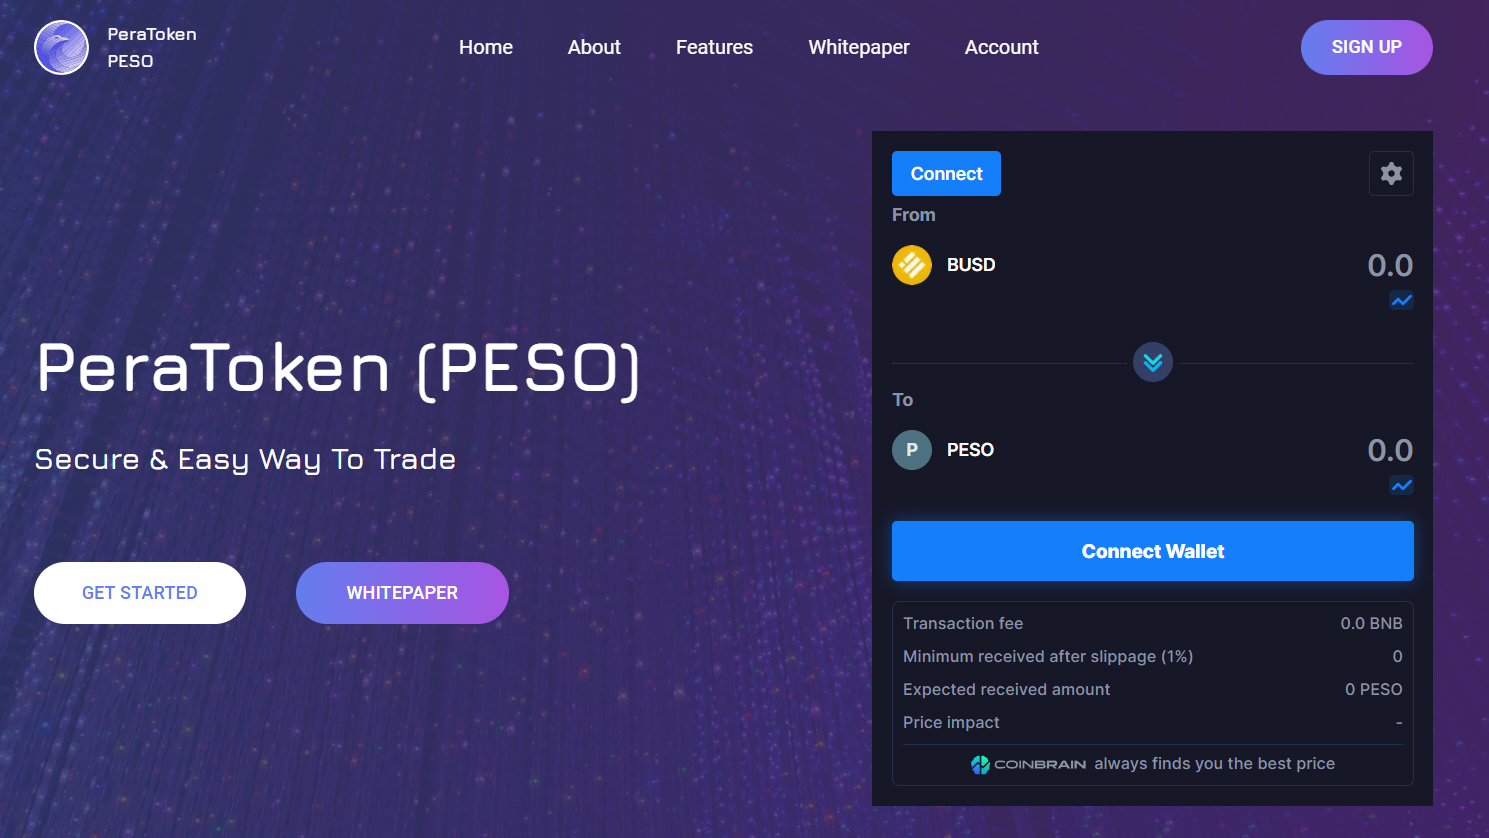 PeraToken
PESO
Home
About
Features
Whitepaper
Account
SIGN UP
PeraToken (PESO)
Secure & Easy Way To Trade
GET STARTED
WHITEPAPER
Connect
From
BUSD
0.0
To
P
PESO
0.0
Connect Wallet
Transaction fee 0.0 BNB
Minimum received after slippage (1%) 0
Expected received amount 0 PESO
Price impact -
COINBRAIN always finds you the best price